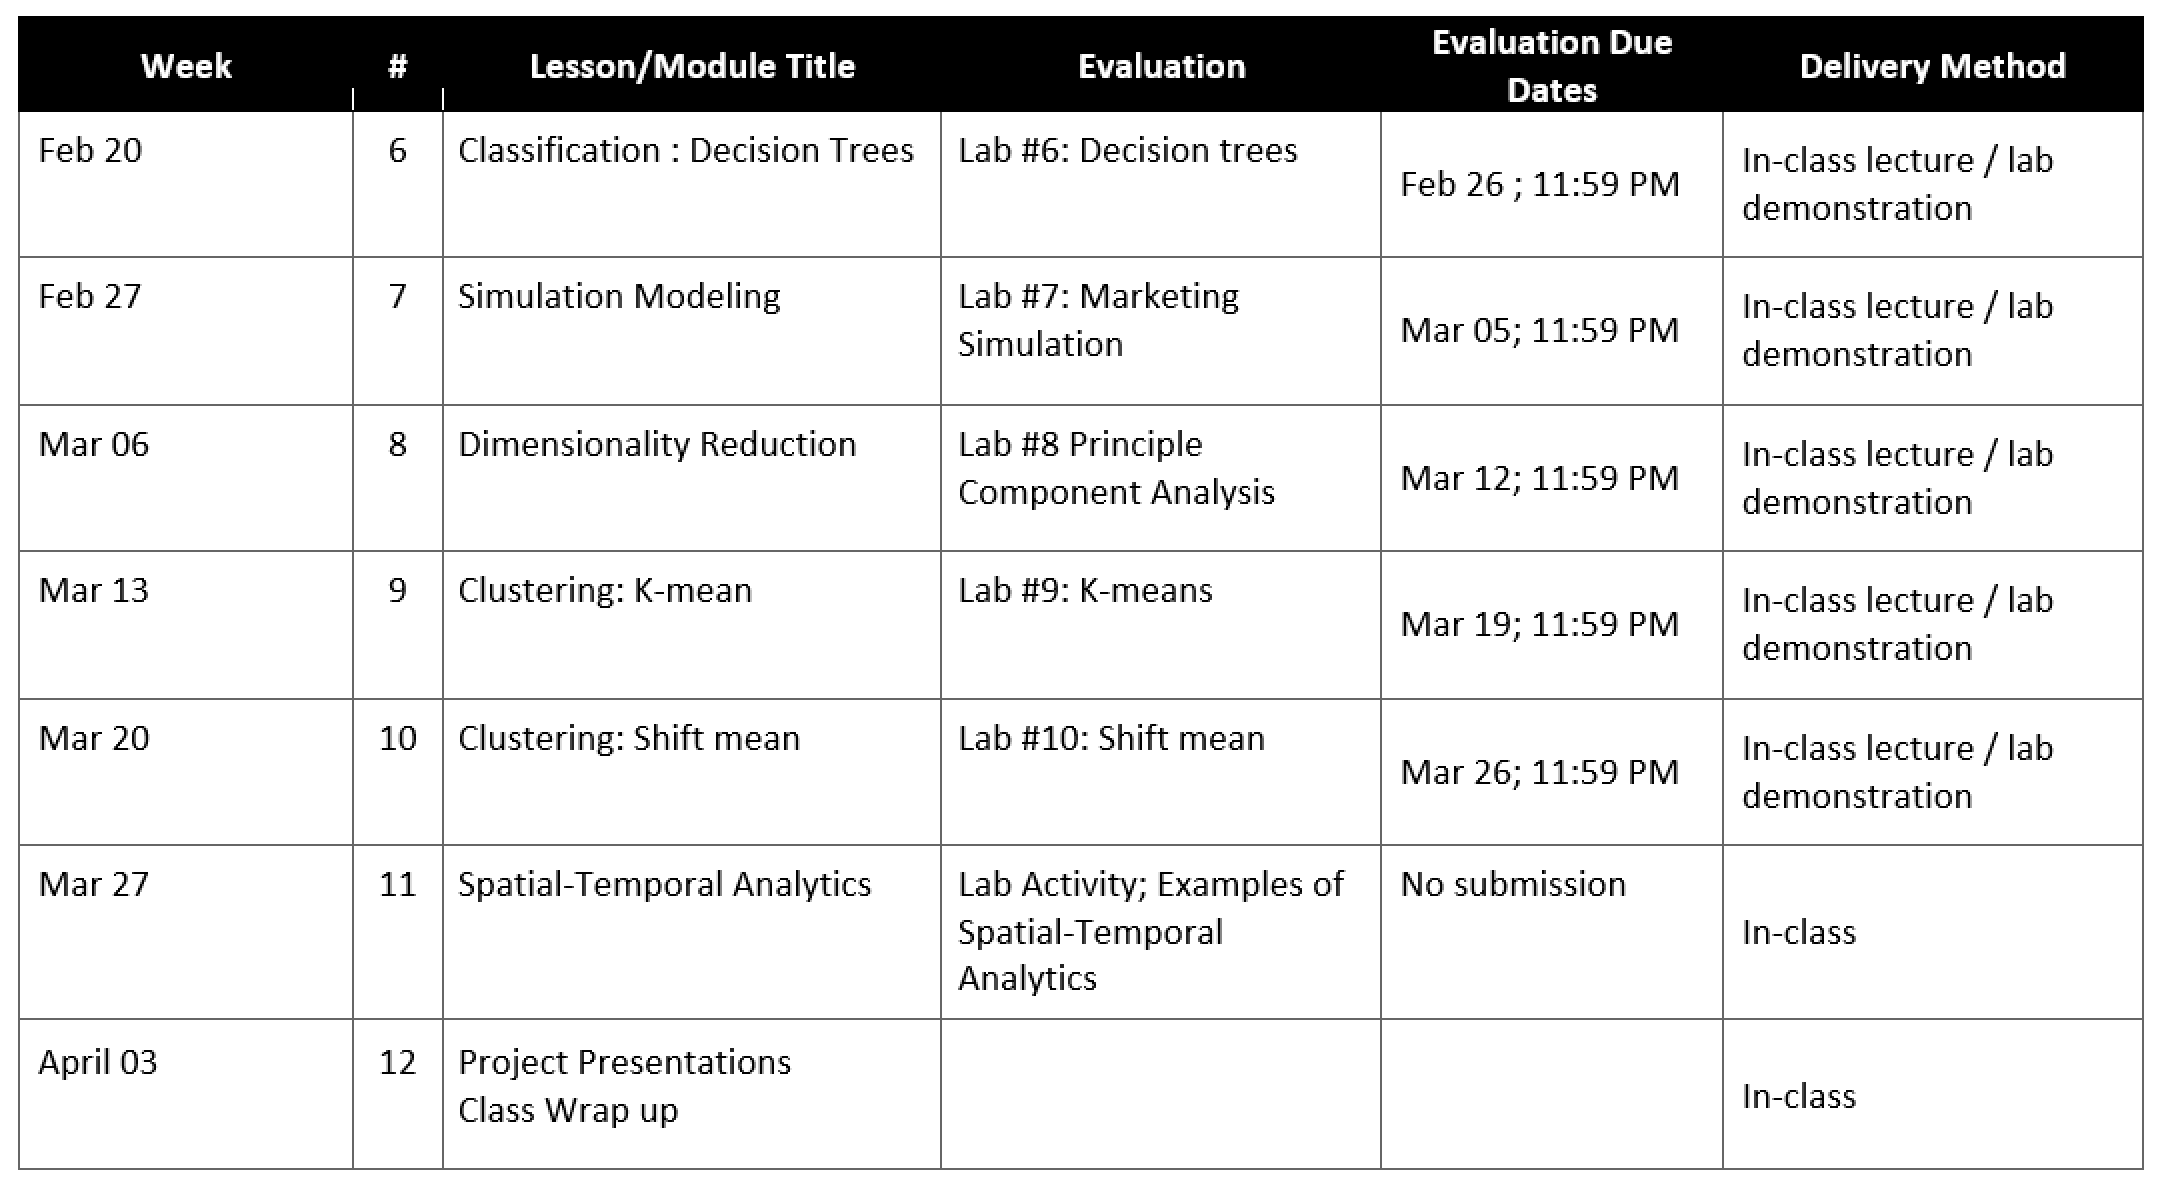 Week # Lesson/Module Title Evaluation Evaluation Due Dates Delivery Method
Feb 20 6 Classification : Decision Trees Lab #6: Decision trees Feb 26 ; 11:59 PM In-class lecture / lab demonstration
Feb 27 7 Simulation Modeling Lab #7: Marketing Simulation Mar 05; 11:59 PM In-class lecture / lab demonstration
Mar 06 8 Dimensionality Reduction Lab #8 Principle Component Analysis Mar 12; 11:59 PM In-class lecture / lab demonstration
Mar 13 9 Clustering: K-mean Lab #9: K-means Mar 19; 11:59 PM In-class lecture / lab demonstration
Mar 20 10 Clustering: Shift mean Lab #10: Shift mean Mar 26; 11:59 PM In-class lecture / lab demonstration
Mar 27 11 Spatial-Temporal Analytics Lab Activity; Examples of Spatial-Temporal Analytics No submission In-class
April 03 12 Project Presentations Class Wrap up In-class